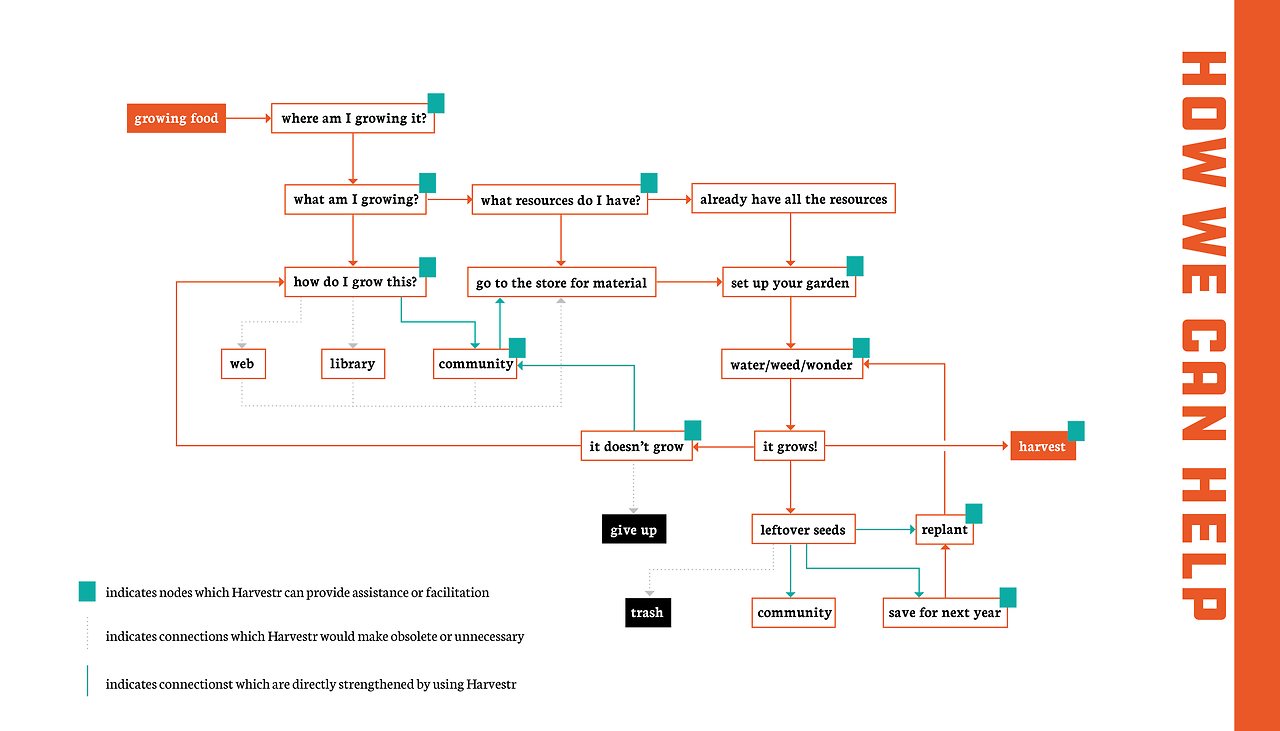 HOW WE CAN HELP
growing food
where am I growing it?
what am I growing?
what resources do I have?
already have all the resources
how do I grow this?
go to the store for material
set up your garden
web
library
community
water/weed/wonder
it doesn't grow
it grows!
harvest
give up
leftover seeds
replant
trash
community
save for next year
indicates nodes which Harvestr can provide assistance or facilitation
indicates connections which Harvestr would make obsolete or unnecessary
indicates connectionst which are directly strengthened by using Harvestr